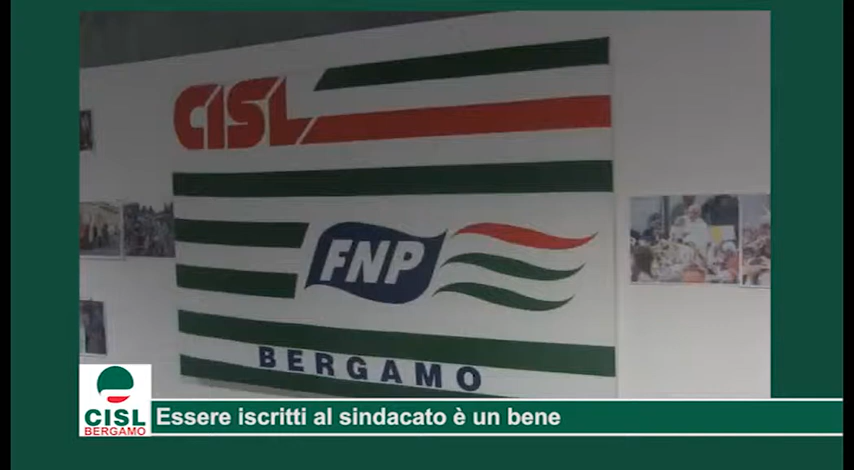 CISL
FNP
BERGAMO
CISL
BERGAMO
Essere iscritti al sindacato è un bene